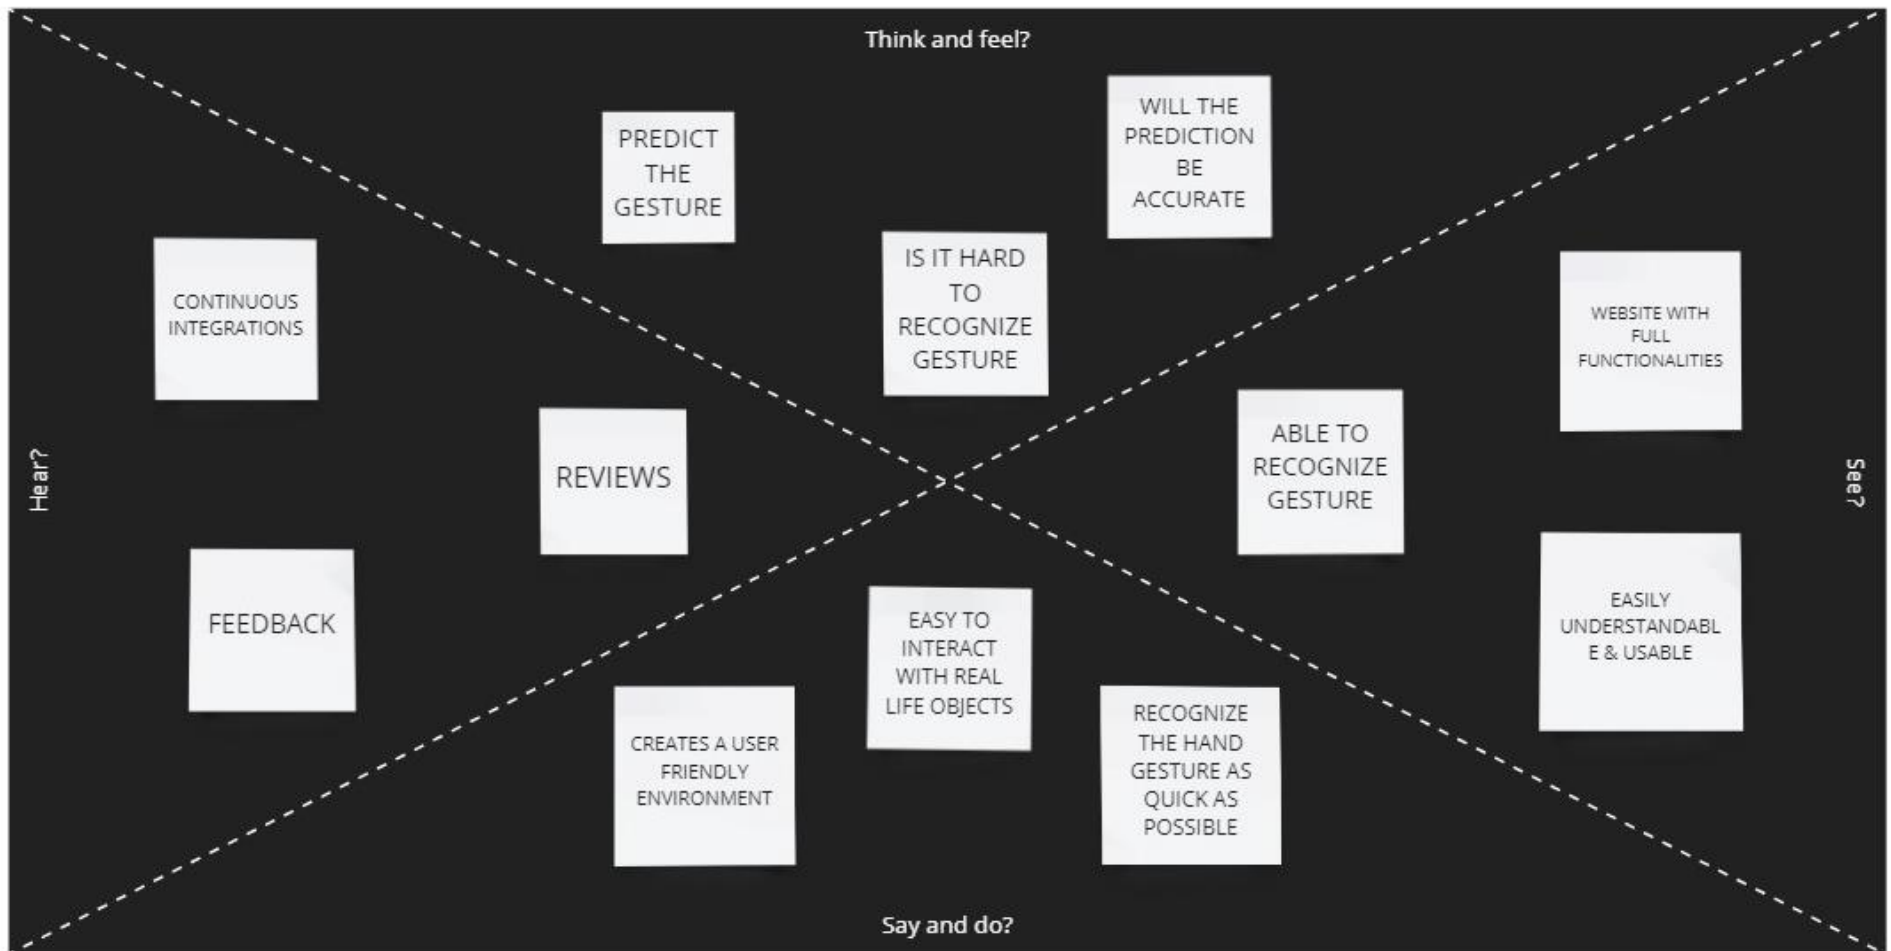 Think and feel?
PREDICT
THE
GESTURE
WILL THE
PREDICTION
BE
ACCURATE
IS IT HARD
TO
RECOGNIZE
GESTURE
Hear?
CONTINUOUS
INTEGRATIONS
REVIEWS
FEEDBACK
See?
WEBSITE WITH
FULL
FUNCTIONALITIES
ABLE TO
RECOGNIZE
GESTURE
EASILY
UNDERSTANDABL
E & USABLE
EASY TO
INTERACT
WITH REAL
LIFE OBJECTS
CREATES A USER
FRIENDLY
ENVIRONMENT
RECOGNIZE
THE HAND
GESTURE AS
QUICK AS
POSSIBLE
Say and do?